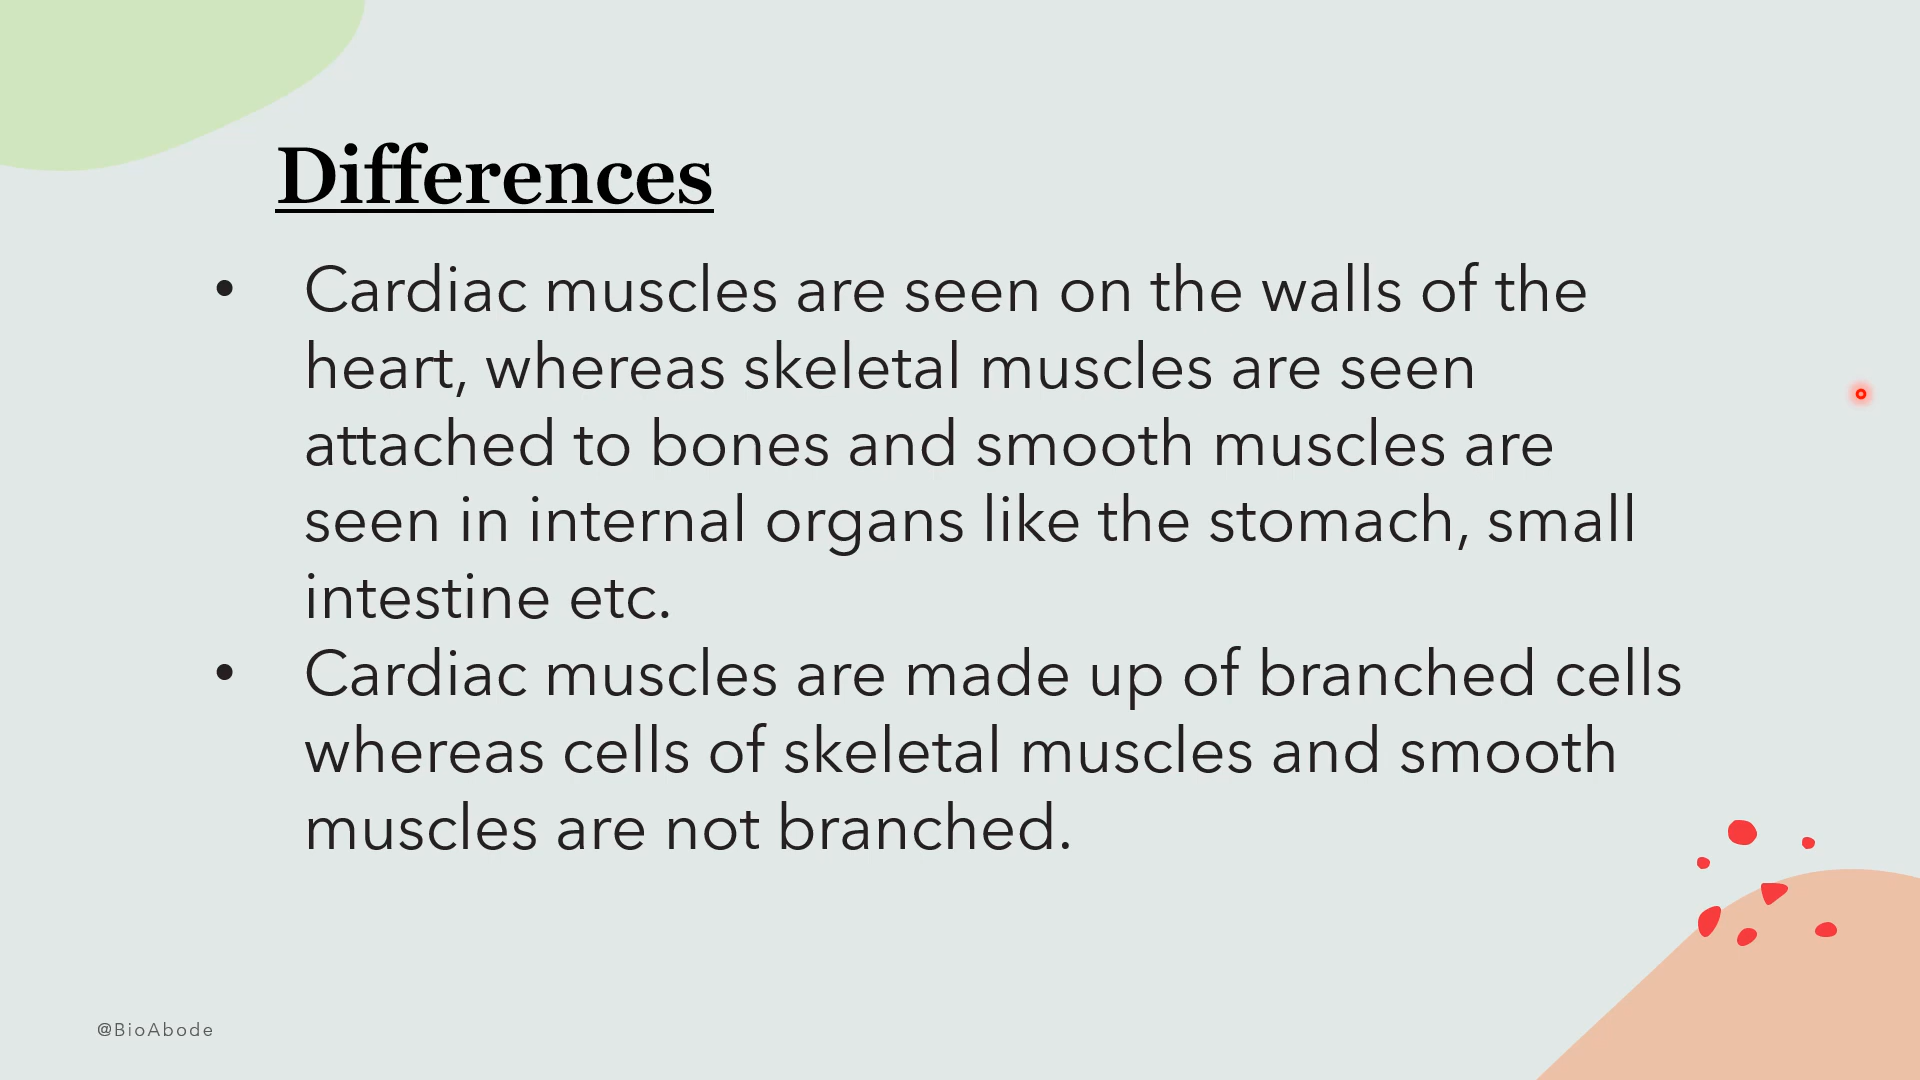 Differences
• Cardiac muscles are seen on the walls of the
heart, whereas skeletal muscles are seen
attached to bones and smooth muscles are
seen in internal organs like the stomach, small
intestine etc.
• Cardiac muscles are made up of branched cells
whereas cells of skeletal muscles and smooth
muscles are not branched.
@BioAbode